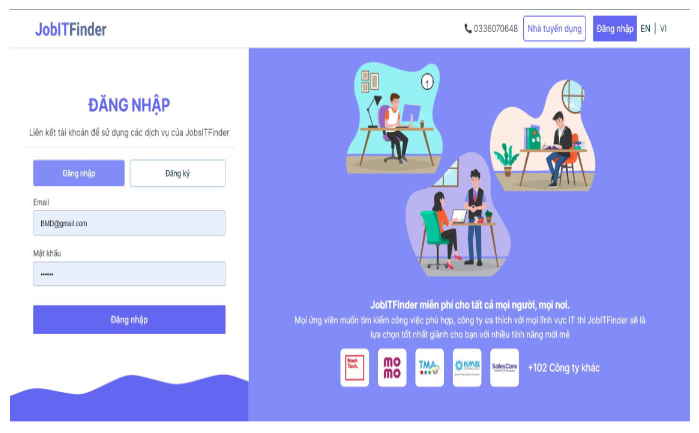 JobITFinder
0336070648
Nhà tuyển dụng
Đăng nhập
EN | VI
ĐĂNG NHẬP
Liên kết tài khoản để sử dụng các dịch vụ của JobsITFinder
Đăng nhập
Đăng ký
Email
BMD@gmail.com
Mật khẩu
Đăng nhập
JobITFinder miễn phí cho tất cả mọi người, mọi nơi.
Mọi ứng viên muốn tìm kiếm công việc phù hợp, công ty ưa thích với mọi lĩnh vực IT thì JobITFinder sẽ là
lựa chọn tốt nhất giành cho bạn với nhiều tính năng mới mẻ
Nash
Tech.
mo
mo
TMA
KMS
SalesCore
+102 Công ty khác